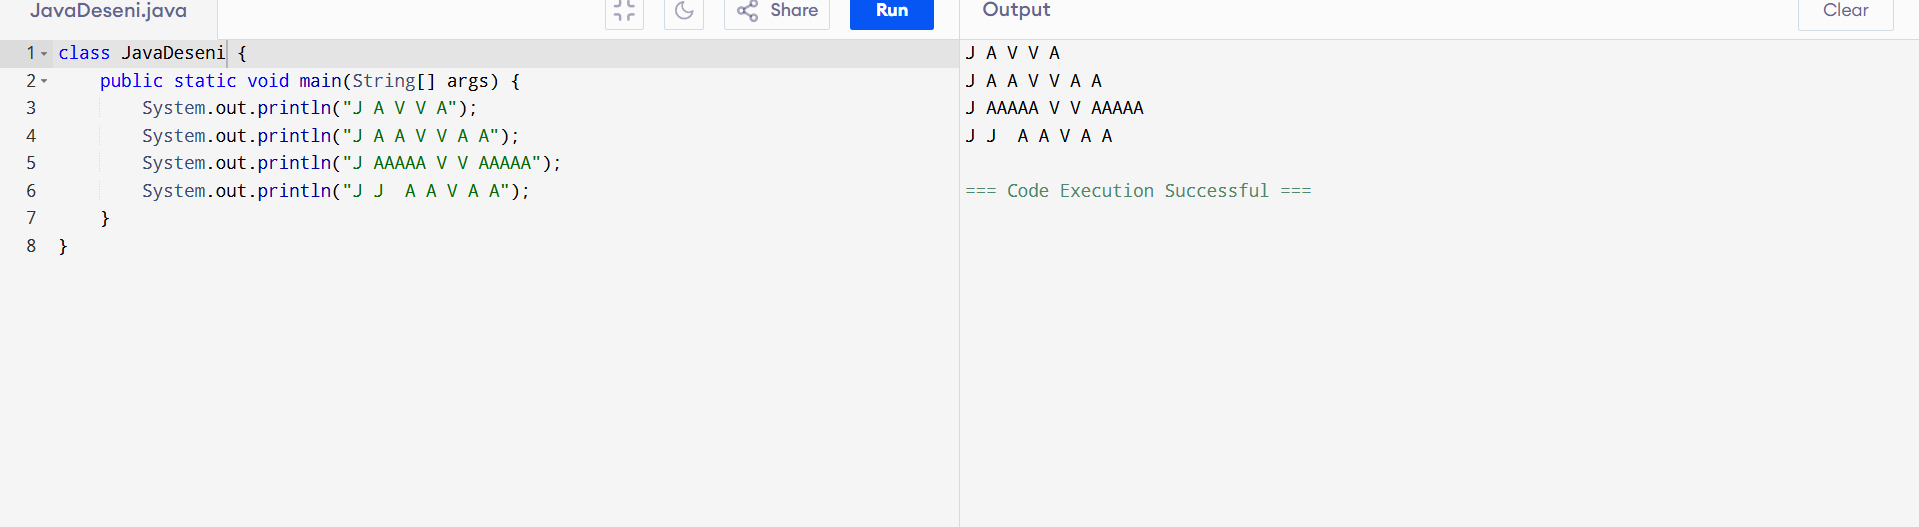 JavaDeseni.java Share Run Output Clear
1 class JavaDeseni {
2     public static void main(String[] args) {
3         System.out.println("J A V V A");
4         System.out.println("J A A V V A A");
5         System.out.println("J AAAAA V V AAAAA");
6         System.out.println("J J  A A V A A");
7     }
8 }
J A V V A
J A A V V A A
J AAAAA V V AAAAA
J J  A A V A A
=== Code Execution Successful ===